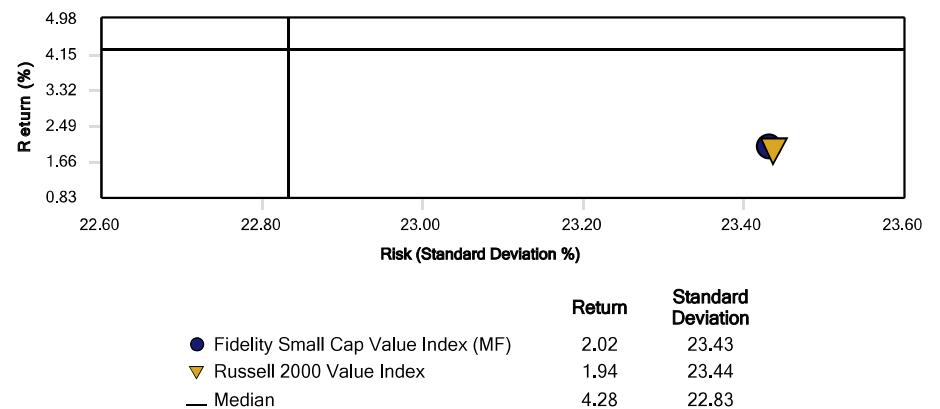 4.98
4.15
3.32
2.49
1.66
0.83
Return (%)
22.60 22.80 23.00 23.20 23.40 23.60
Risk (Standard Deviation %)
Return Standard Deviation
Fidelity Small Cap Value Index (MF) 2.02 23.43
Russell 2000 Value Index 1.94 23.44
Median 4.28 22.83